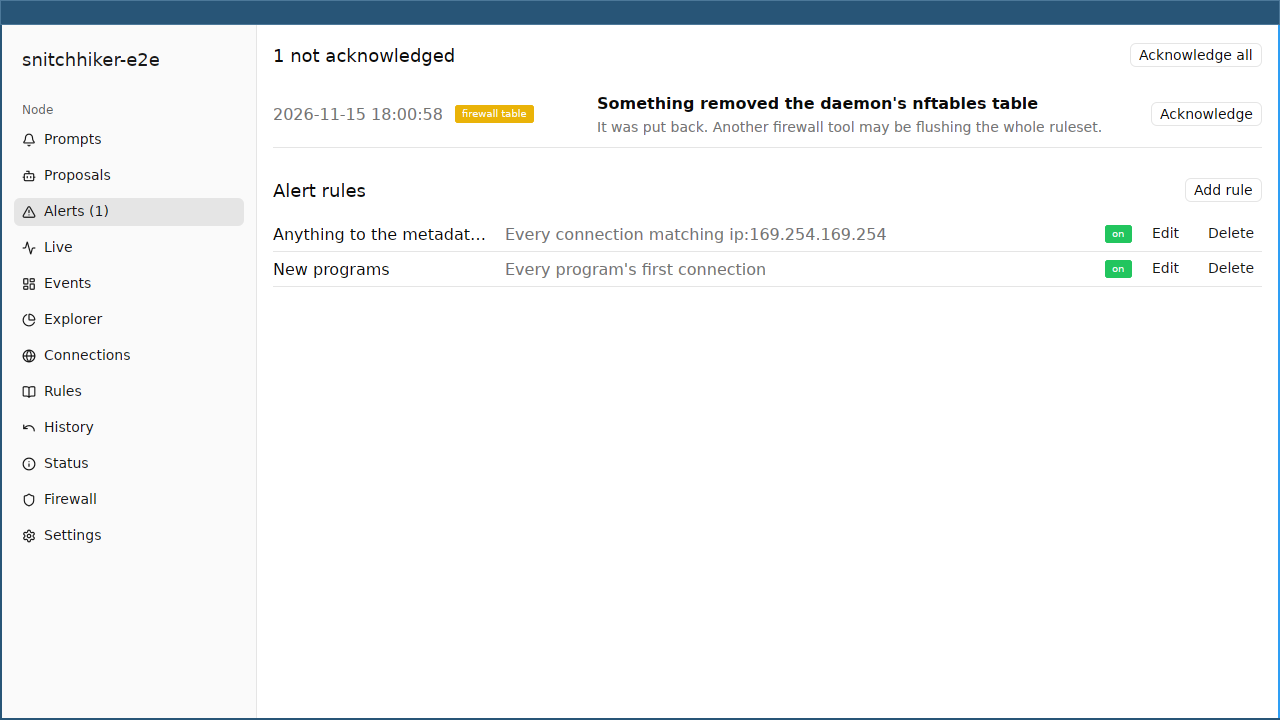 snitchhiker-e2e
Node
Prompts
Proposals
Alerts (1)
Live
Events
Explorer
Connections
Rules
History
Status
Firewall
Settings
1 not acknowledged
Acknowledge all
2026-11-15 18:00:58
firewall table
Something removed the daemon's nftables table
It was put back. Another firewall tool may be flushing the whole ruleset.
Acknowledge
Alert rules
Add rule
Anything to the metadat… Every connection matching ip:169.254.169.254 on Edit Delete
New programs Every program's first connection on Edit Delete